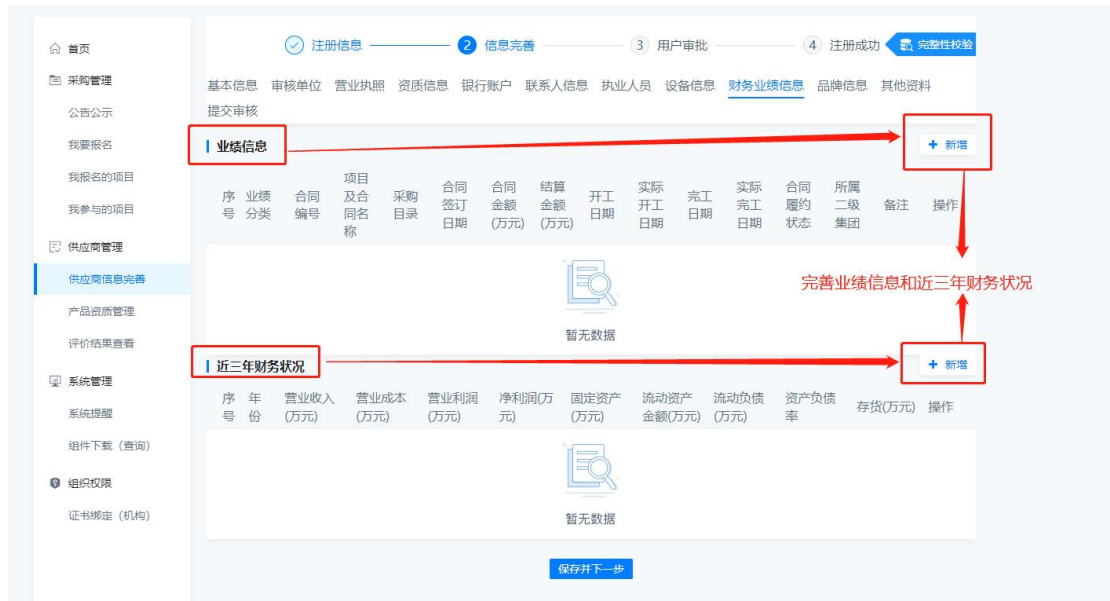 首页
采购管理
公告公示
我要报名
我报名的项目
我参与的项目
供应商管理
供应商信息完善
产品资质管理
评价结果查看
系统管理
系统提醒
组件下载（查询）
组织权限
证书绑定（机构）
注册信息 2 信息完善 3 用户审批 4 注册成功 完整性校验
基本信息 审核单位 营业执照 资质信息 银行账户 联系人信息 执业人员 设备信息 财务业绩信息 品牌信息 其他资料
提交审核
业绩信息 + 新增
序号 业绩分类 合同编号 项目及合同名称 采购目录 合同签订日期 合同金额(万元) 结算金额(万元) 开工日期 实际开工日期 完工日期 实际完工日期 合同履约状态 所属二级集团 备注 操作
暂无数据
完善业绩信息和近三年财务状况
近三年财务状况 + 新增
序号 年份 营业收入(万元) 营业成本(万元) 营业利润(万元) 净利润(万元) 固定资产(万元) 流动资产金额(万元) 流动负债(万元) 资产负债率 存货(万元) 操作
暂无数据
保存并下一步